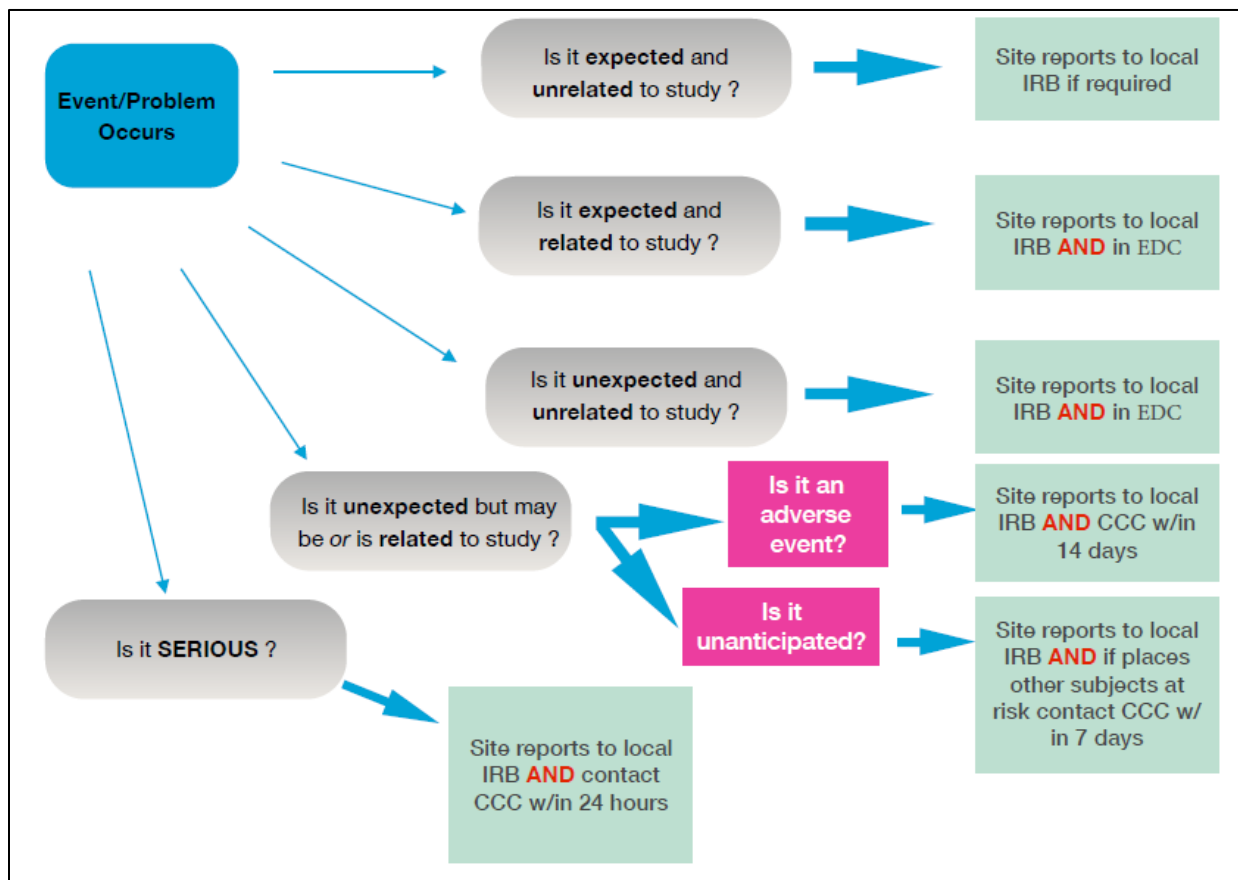 Event/Problem
Occurs
Is it expected and
unrelated to study ?
Site reports to local
IRB if required
Is it expected and
related to study ?
Site reports to local
IRB AND in EDC
Is it unexpected and
unrelated to study ?
Site reports to local
IRB AND in EDC
Is it unexpected but may
be or is related to study ?
Is it an
adverse
event?
Site reports to local
IRB AND CCC w/in
14 days
Is it
unanticipated?
Site reports to local
IRB AND if places
other subjects at
risk contact CCC w/
in 7 days
Is it SERIOUS ?
Site reports to local
IRB AND contact
CCC w/in 24 hours